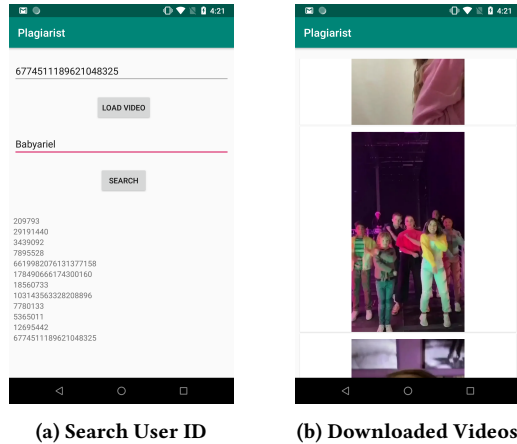 4:21
Plagiarist
6774511189621048325
LOAD VIDEO
Babyariel
SEARCH
209793
29191440
3439092
7895528
6619982076131377158
178490666174300160
18560733
103143563328208896
7780133
5365011
12695442
6774511189621048325
(a) Search User ID
4:21
Plagiarist
(b) Downloaded Videos